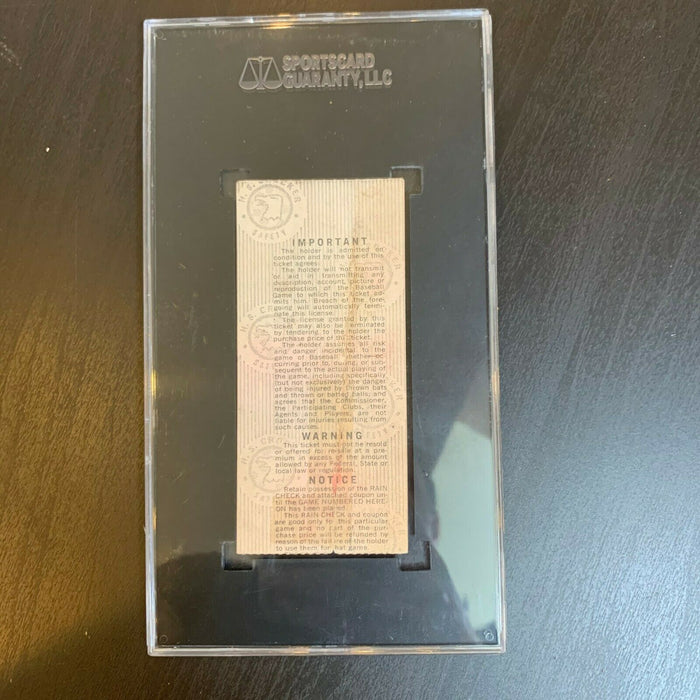 SPORTSCARD
GUARANTY, LLC
H. S. CROCKER
SAFETY
IMPORTANT
The holder is admitted on
condition and by the use of this
ticket agrees:
The holder will not transmit
or aid in transmitting any
description, account, picture or
reproduction of the Baseball
Game to which this ticket ad-
mits him. Breach of the fore-
going will automatically termi-
nate this license.
The license granted by this
ticket may also be terminated
by tendering to the holder the
purchase price of this ticket.
The holder assumes all risk
and danger incidental to the
game of Baseball whether oc-
curring prior to, during, or sub-
sequent to the actual playing of
the game, including specifically
(but not exclusively) the danger
of being injured by thrown bats
and thrown or batted balls, and
agrees that the Commissioner,
the Participating Clubs, their
Agents and Players, are not
liable for injuries resulting from
such causes.
WARNING
This ticket must not be resold
or offered for resale at a pre-
mium in excess of the amount
allowed by any Federal, State or
local law or regulation.
NOTICE
Retain possession of the RAIN
CHECK and attached coupon un-
til the GAME NUMBERED HERE-
ON has been played.
This RAIN CHECK and coupon
are good only to this particular
game and no part of the pur-
chase price will be refunded by
reason of the failure of the holder
to use them for that game.